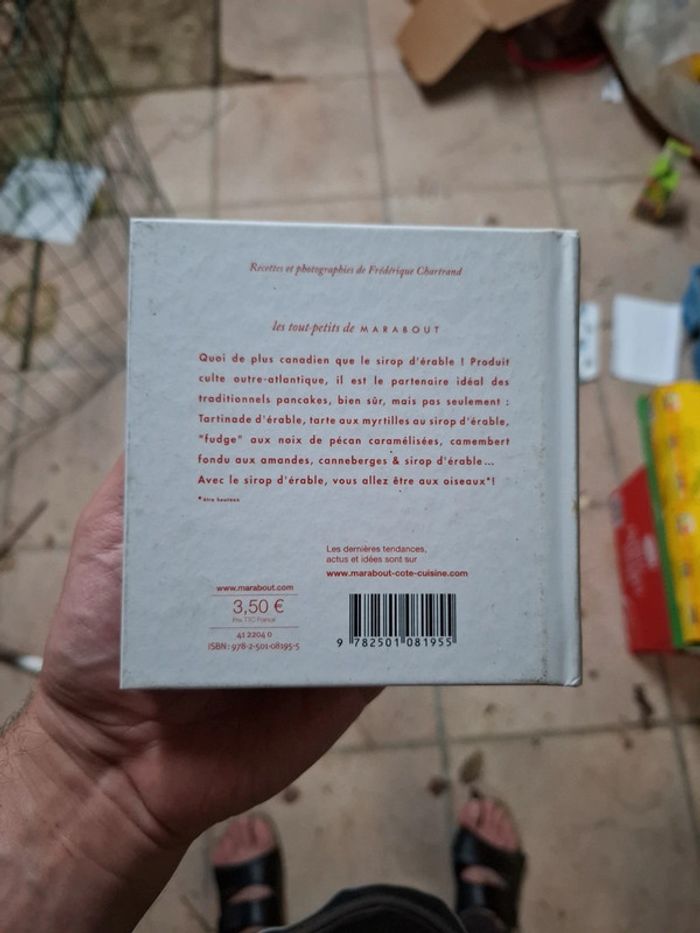 Recettes et photographies de Frédérique Chartrand
les tout-petits de MARABOUT
Quoi de plus canadien que le sirop d'érable ! Produit
culte outre-atlantique, il est le partenaire idéal des
traditionnels pancakes, bien sûr, mais pas seulement :
Tartinade d'érable, tarte aux myrtilles au sirop d'érable,
"fudge" aux noix de pécan caramélisées, camembert
fondu aux amandes, canneberges & sirop d'érable...
Avec le sirop d'érable, vous allez être aux oiseaux*!
*être heureux
Les dernières tendances,
actus et idées sont sur
www.marabout-cote-cuisine.com
www.marabout.com
3,50 €
Prix TTC France
41 2204 0
ISBN : 978-2-501-08195-5
9 782501 081955